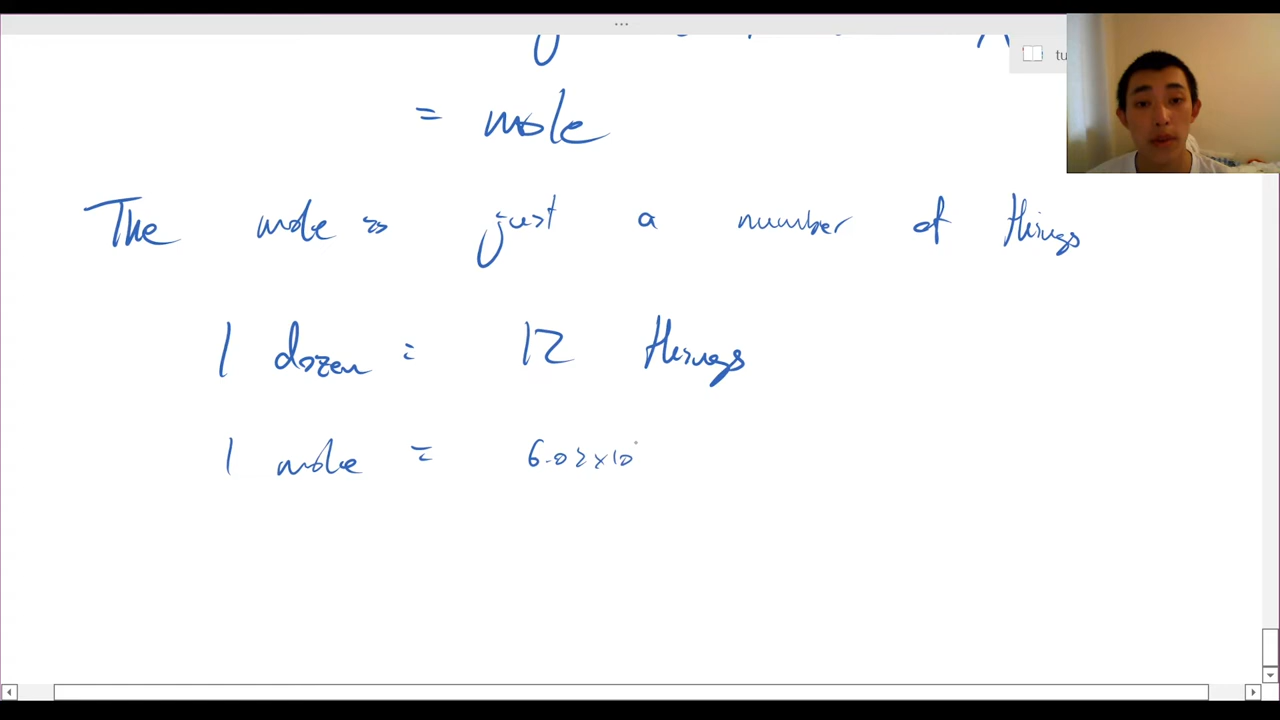 = mole
The mole is just a number of things
1 dozen = 12 things
1 mole = 6.02×10